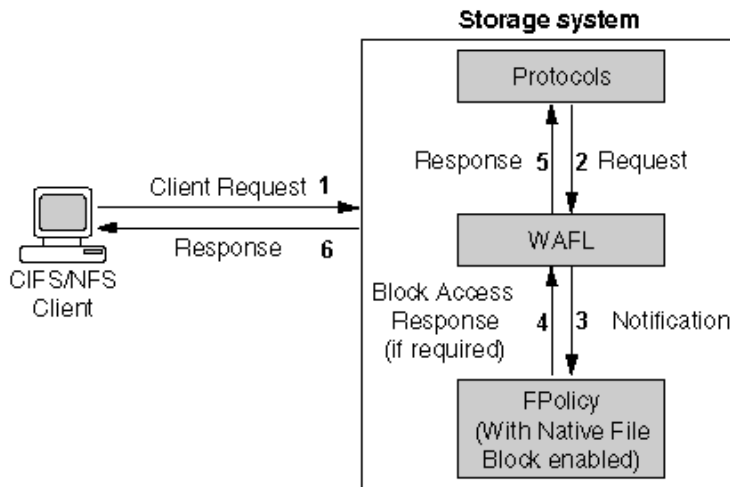 Storage system
Protocols
Response 5 2 Request
Client Request 1
Response 6
CIFS/NFS
Client
WAFL
Block Access
Response
(if required)
4 3 Notification
FPolicy
(With Native File
Block enabled)